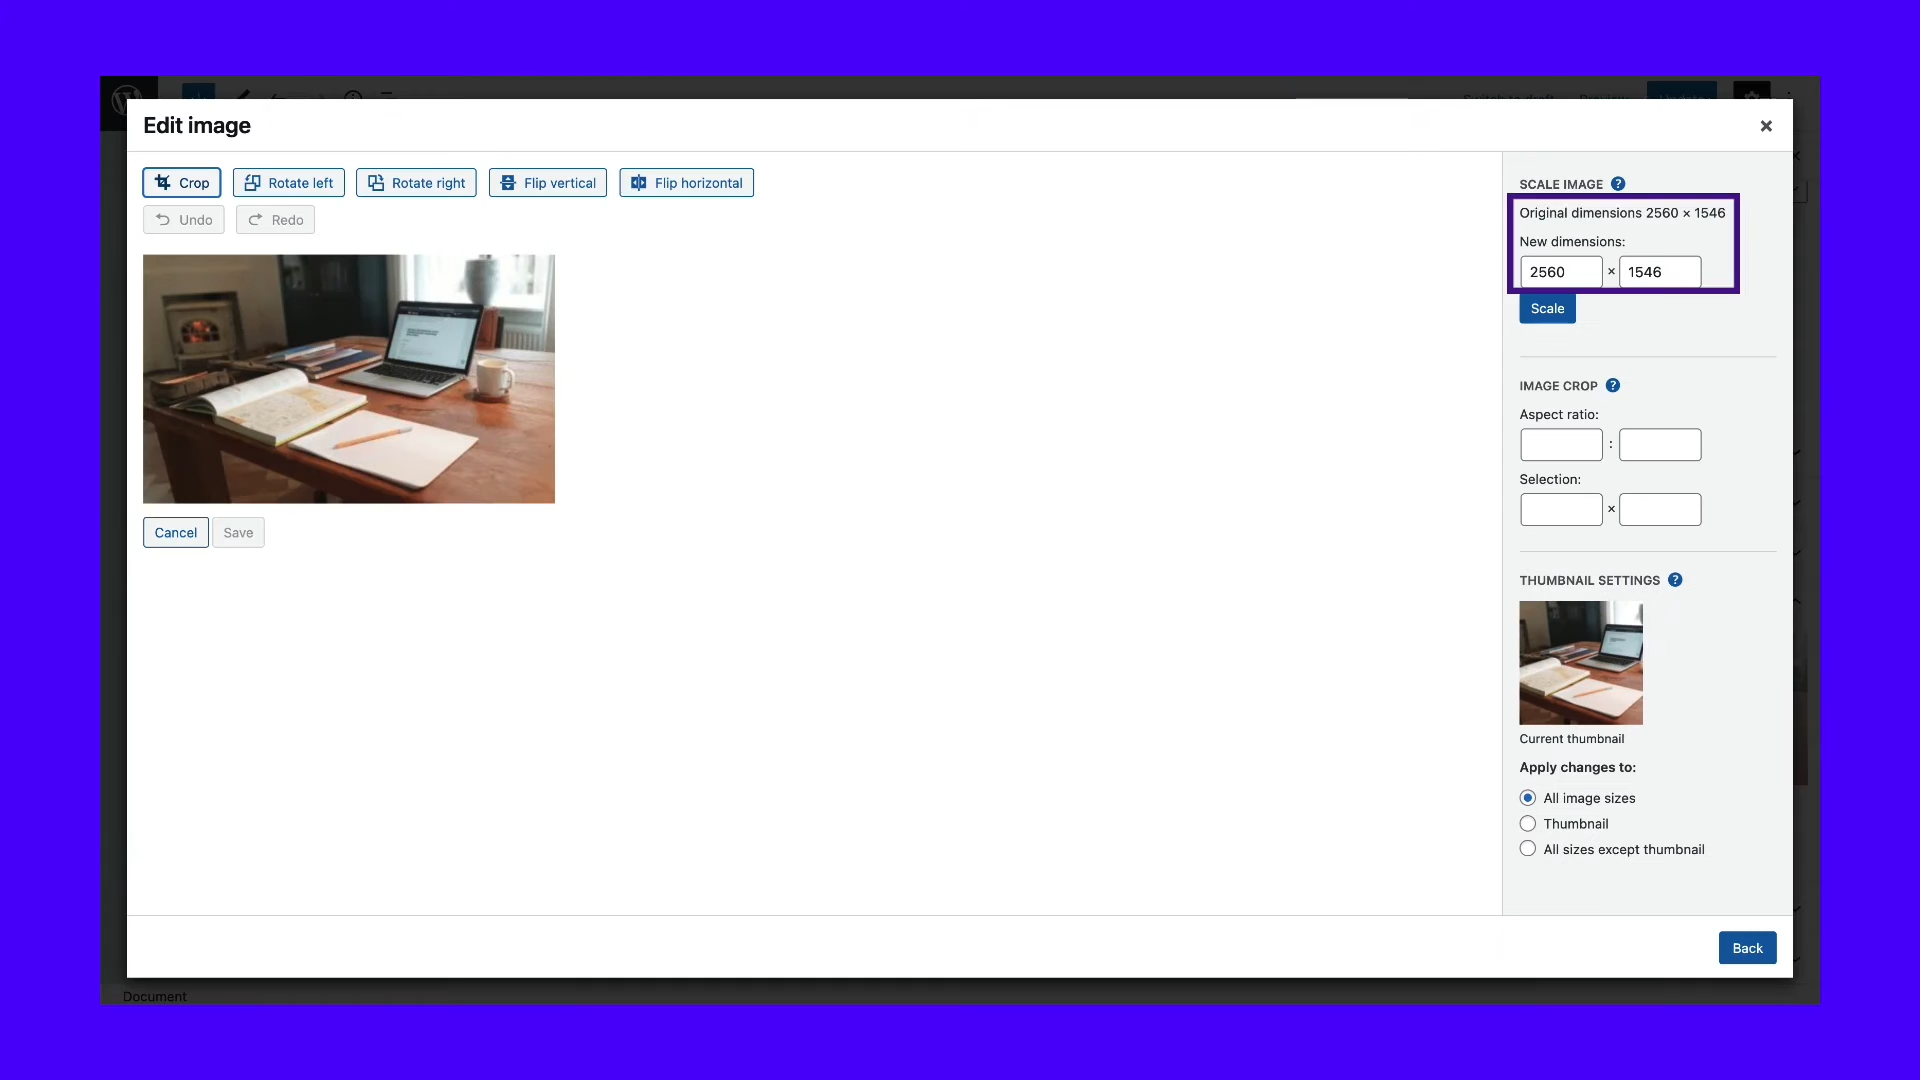 Edit image
Crop
Rotate left
Rotate right
Flip vertical
Flip horizontal
Undo
Redo
Cancel
Save
SCALE IMAGE ?
Original dimensions 2560 × 1546
New dimensions:
2560 × 1546
Scale
IMAGE CROP ?
Aspect ratio:
:
Selection:
×
THUMBNAIL SETTINGS ?
Current thumbnail
Apply changes to:
All image sizes
Thumbnail
All sizes except thumbnail
Back
Document